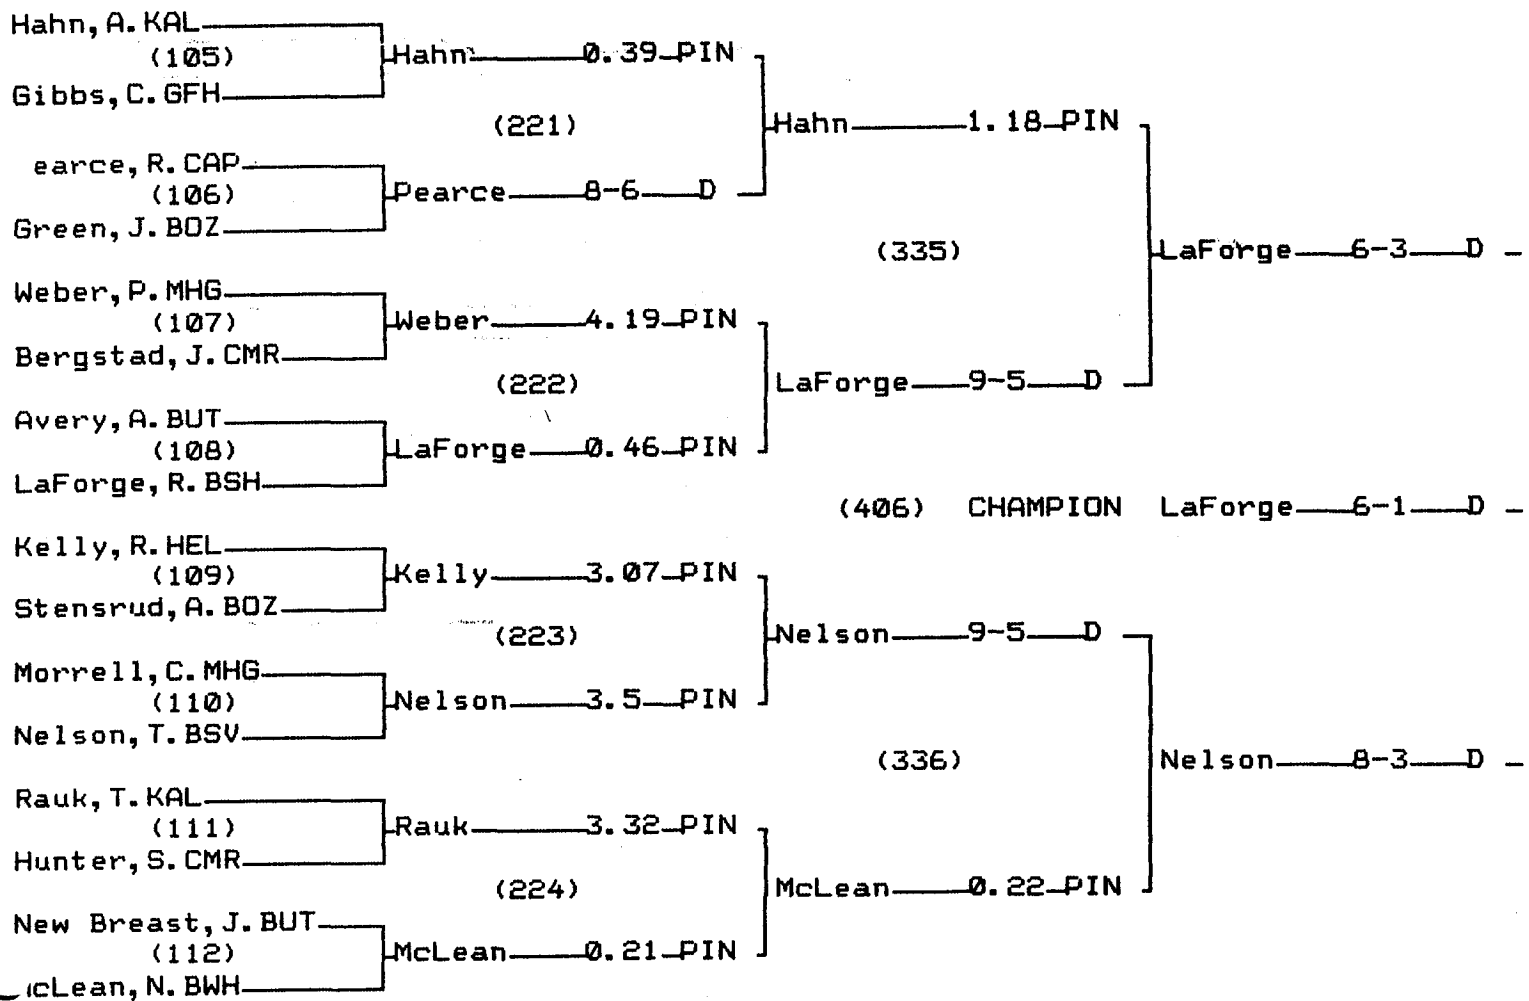 Hahn, A. KAL
(105) Hahn 0.39 PIN
Gibbs, C. GFH
(221) Hahn 1.18 PIN
earce, R. CAP
(106) Pearce 8-6 D
Green, J. BOZ
(335) LaForge 6-3 D
Weber, P. MHG
(107) Weber 4.19 PIN
Bergstad, J. CMR
(222) LaForge 9-5 D
Avery, A. BUT
(108) LaForge 0.46 PIN
LaForge, R. BSH
(406) CHAMPION LaForge 6-1 D
Kelly, R. HEL
(109) Kelly 3.07 PIN
Stensrud, A. BOZ
(223) Nelson 9-5 D
Morrell, C. MHG
(110) Nelson 3.5 PIN
Nelson, T. BSV
(336) Nelson 8-3 D
Rauk, T. KAL
(111) Rauk 3.32 PIN
Hunter, S. CMR
(224) McLean 0.22 PIN
New Breast, J. BUT
(112) McLean 0.21 PIN
cLean, N. BWH